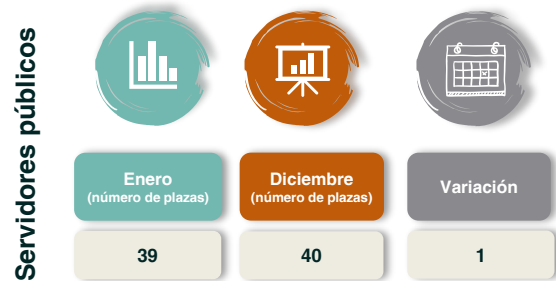 Servidores públicos
Enero
(número de plazas)
Diciembre
(número de plazas)
Variación
39
40
1